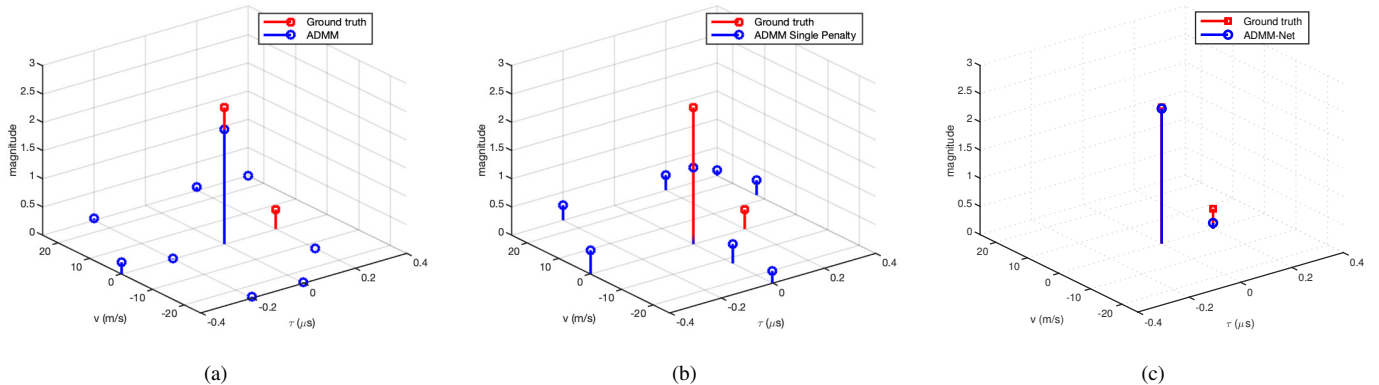 Ground truth
ADMM
3
2.5
2
1.5
1
0.5
0
magnitude
20
10
0
-10
-20
v (m/s)
-0.4
-0.2
0
0.2
0.4
τ (μs)
(a)
Ground truth
ADMM Single Penalty
3
2.5
2
1.5
1
0.5
0
magnitude
20
10
0
-10
-20
v (m/s)
-0.4
-0.2
0
0.2
0.4
τ (μs)
(b)
Ground truth
ADMM-Net
3
2.5
2
1.5
1
0.5
0
magnitude
20
10
0
-10
-20
v (m/s)
-0.4
-0.2
0
0.2
0.4
τ (μs)
(c)